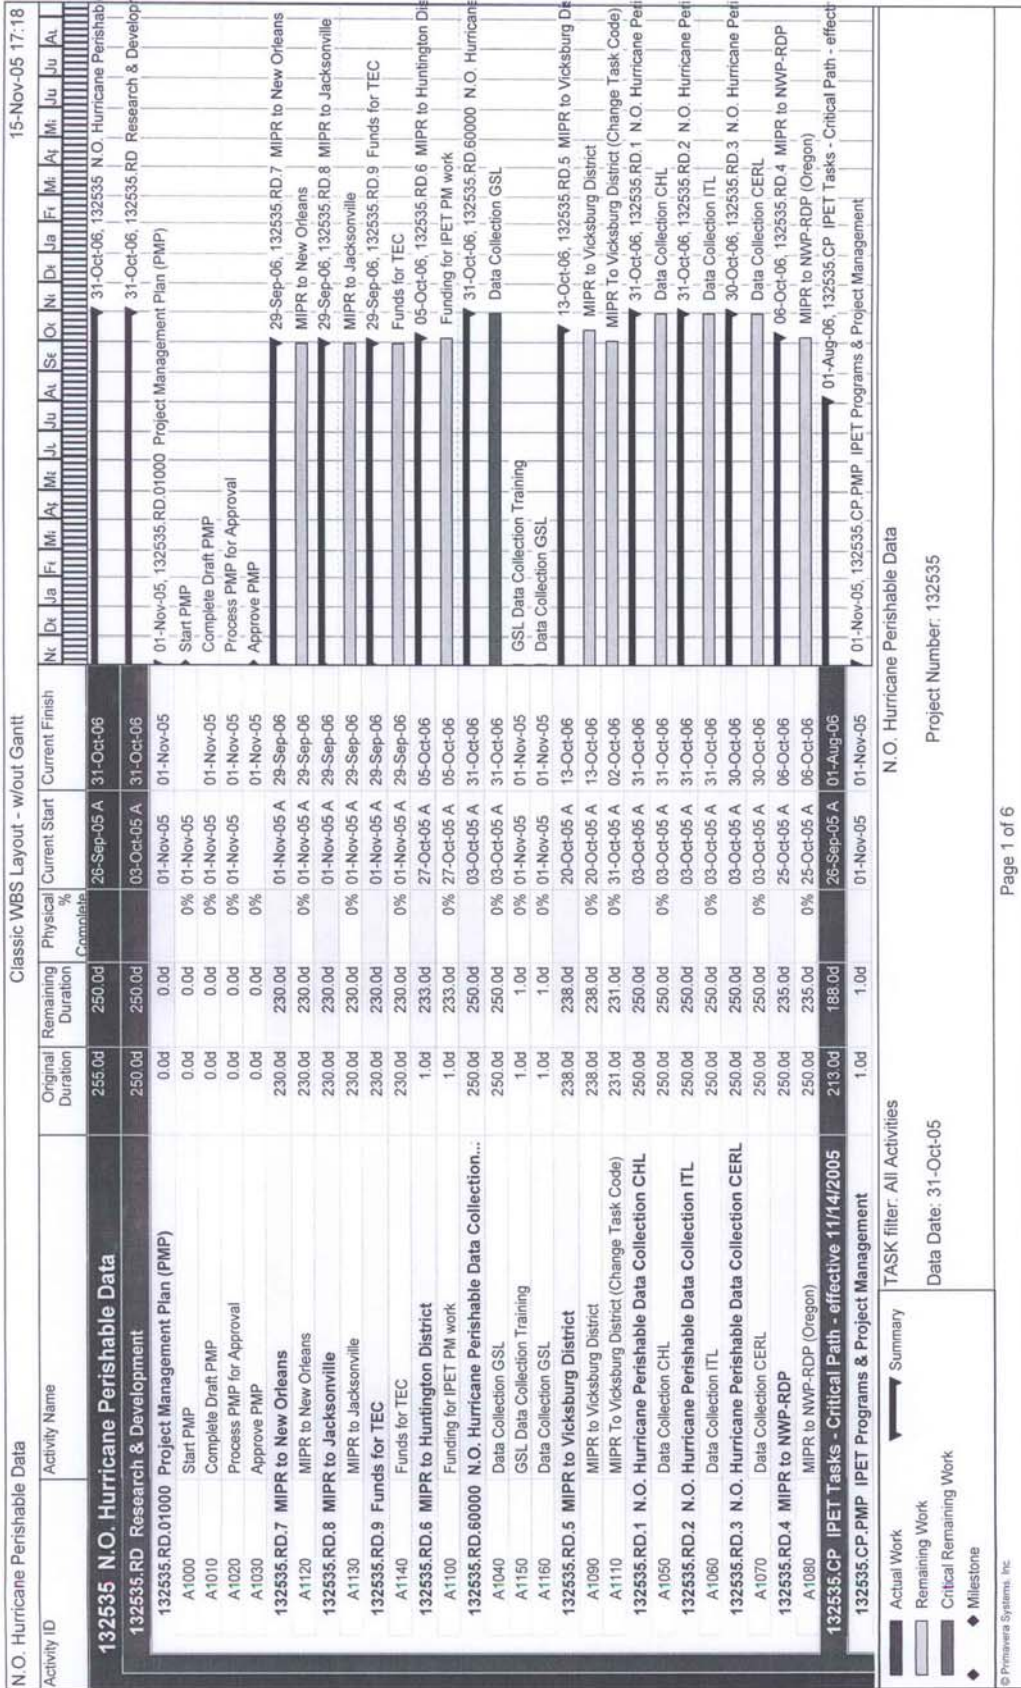 N.O. Hurricane Perishable Data Classic WBS Layout - w/out Gantt 15-Nov-05 17:18
Activity ID Activity Name Original Duration Remaining Duration Physical % Complete Current Start Current Finish
132535 N.O. Hurricane Perishable Data 255.0d 250.0d 26-Sep-05 A 31-Oct-06
132535.RD Research & Development 250.0d 250.0d 03-Oct-05 A 31-Oct-06
132535.RD.01000 Project Management Plan (PMP) 0.0d 0.0d 01-Nov-05 01-Nov-05
A1000 Start PMP 0.0d 0.0d 0% 01-Nov-05
A1010 Complete Draft PMP 0.0d 0.0d 0% 01-Nov-05 01-Nov-05
A1020 Process PMP for Approval 0.0d 0.0d 0% 01-Nov-05 01-Nov-05
A1030 Approve PMP 0.0d 0.0d 0% 01-Nov-05
132535.RD.7 MIPR to New Orleans 230.0d 230.0d 01-Nov-05 A 29-Sep-06
A1120 MIPR to New Orleans 230.0d 230.0d 0% 01-Nov-05 A 29-Sep-06
132535.RD.8 MIPR to Jacksonville 230.0d 230.0d 01-Nov-05 A 29-Sep-06
A1130 MIPR to Jacksonville 230.0d 230.0d 0% 01-Nov-05 A 29-Sep-06
132535.RD.9 Funds for TEC 230.0d 230.0d 01-Nov-05 A 29-Sep-06
A1140 Funds for TEC 230.0d 230.0d 0% 01-Nov-05 A 29-Sep-06
132535.RD.6 MIPR to Huntington District 1.0d 233.0d 27-Oct-05 A 05-Oct-06
A1100 Funding for IPET PM work 1.0d 233.0d 0% 27-Oct-05 A 05-Oct-06
132535.RD.60000 N.O. Hurricane Perishable Data Collection... 250.0d 250.0d 03-Oct-05 A 31-Oct-06
A1040 Data Collection GSL 250.0d 250.0d 0% 03-Oct-05 A 31-Oct-06
A1150 GSL Data Collection Training 1.0d 1.0d 0% 01-Nov-05 01-Nov-05
A1160 Data Collection GSL 1.0d 1.0d 0% 01-Nov-05 01-Nov-05
132535.RD.5 MIPR to Vicksburg District 238.0d 238.0d 20-Oct-05 A 13-Oct-06
A1090 MIPR to Vicksburg District 238.0d 238.0d 0% 20-Oct-05 A 13-Oct-06
A1110 MIPR To Vicksburg District (Change Task Code) 231.0d 231.0d 0% 31-Oct-05 A 02-Oct-06
132535.RD.1 N.O. Hurricane Perishable Data Collection CHL 250.0d 250.0d 03-Oct-05 A 31-Oct-06
A1050 Data Collection CHL 250.0d 250.0d 0% 03-Oct-05 A 31-Oct-06
132535.RD.2 N.O. Hurricane Perishable Data Collection ITL 250.0d 250.0d 03-Oct-05 A 31-Oct-06
A1060 Data Collection ITL 250.0d 250.0d 0% 03-Oct-05 A 31-Oct-06
132535.RD.3 N.O. Hurricane Perishable Data Collection CERL 250.0d 250.0d 03-Oct-05 A 30-Oct-06
A1070 Data Collection CERL 250.0d 250.0d 0% 03-Oct-05 A 30-Oct-06
132535.RD.4 MIPR to NWP-RDP 250.0d 235.0d 25-Oct-05 A 06-Oct-06
A1080 MIPR to NWP-RDP (Oregon) 250.0d 235.0d 0% 25-Oct-05 A 06-Oct-06
132535.CP IPET Tasks - Critical Path - effective 11/14/2005 213.0d 188.0d 26-Sep-05 A 01-Aug-06
132535.CP.PMP IPET Programs & Project Management 1.0d 1.0d 01-Nov-05 01-Nov-05
31-Oct-06, 132535 N.O. Hurricane Perishab
31-Oct-06, 132535.RD Research & Develop
01-Nov-05, 132535.RD.01000 Project Management Plan (PMP)
Start PMP
Complete Draft PMP
Process PMP for Approval
Approve PMP
29-Sep-06, 132535.RD.7 MIPR to New Orleans
MIPR to New Orleans
29-Sep-06, 132535.RD.8 MIPR to Jacksonville
MIPR to Jacksonville
29-Sep-06, 132535.RD.9 Funds for TEC
Funds for TEC
05-Oct-06, 132535.RD.6 MIPR to Huntington Dis
Funding for IPET PM work
31-Oct-06, 132535.RD.60000 N.O. Hurricane
Data Collection GSL
GSL Data Collection Training
Data Collection GSL
13-Oct-06, 132535.RD.5 MIPR to Vicksburg Di
MIPR to Vicksburg District
MIPR To Vicksburg District (Change Task Code)
31-Oct-06, 132535.RD.1 N.O. Hurricane Peri
Data Collection CHL
31-Oct-06, 132535.RD.2 N.O. Hurricane Peri
Data Collection ITL
30-Oct-06, 132535.RD.3 N.O. Hurricane Peri
Data Collection CERL
06-Oct-06, 132535.RD.4 MIPR to NWP-RDP
MIPR to NWP-RDP (Oregon)
01-Aug-06, 132535.CP IPET Tasks - Critical Path - effect
01-Nov-05, 132535.CP.PMP IPET Programs & Project Management
Actual Work
Remaining Work
Critical Remaining Work
Milestone
Summary
TASK filter: All Activities
Data Date: 31-Oct-05
N.O. Hurricane Perishable Data
Project Number: 132535
© Primavera Systems, Inc.
Page 1 of 6